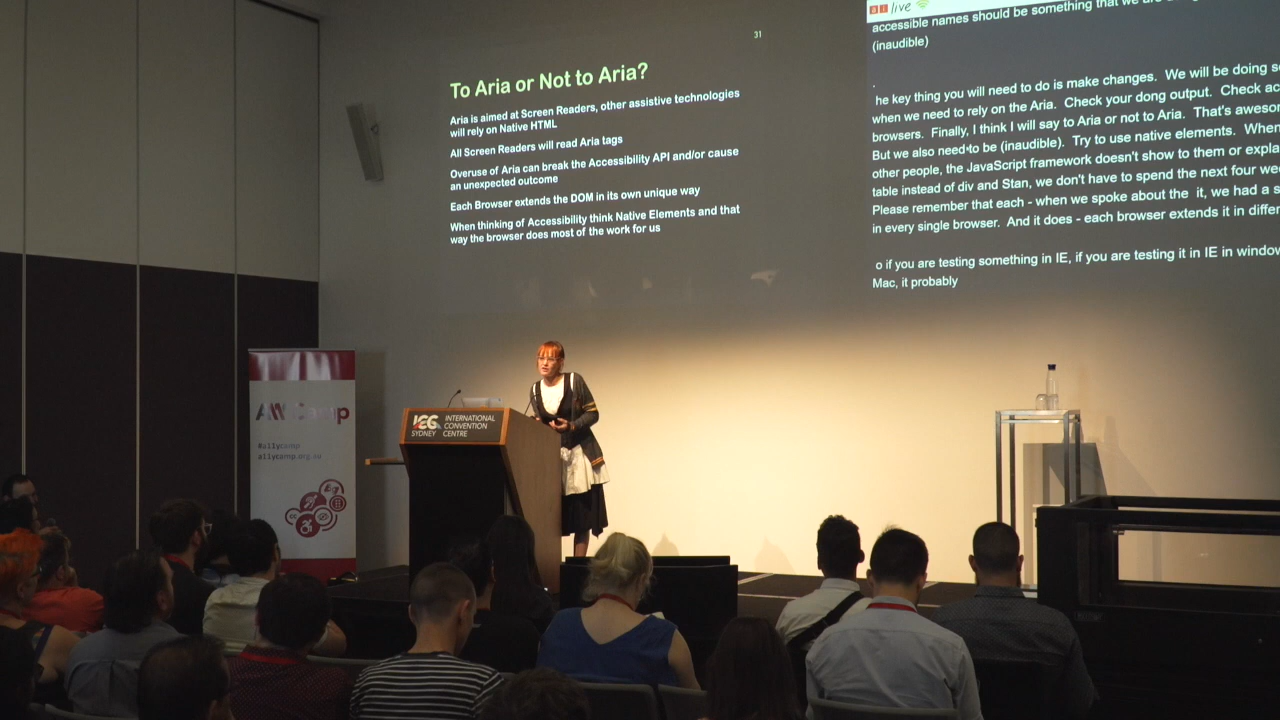 31
To Aria or Not to Aria?
Aria is aimed at Screen Readers, other assistive technologies
will rely on Native HTML
All Screen Readers will read Aria tags
Overuse of Aria can break the Accessibility API and/or cause
an unexpected outcome
Each Browser extends the DOM in its own unique way
When thinking of Accessibility think Native Elements and that
way the browser does most of the work for us
ai live
accessible names should be something that we are
(inaudible)
.
he key thing you will need to do is make changes. We will be doing
when we need to rely on the Aria. Check your dong output. Check
browsers. Finally, I think I will say to Aria or not to Aria. That's
But we also need to be (inaudible). Try to use native elements.
other people, the JavaScript framework doesn't show to them or
table instead of div and Stan, we don't have to spend the next four
Please remember that each - when we spoke about the it, we had a
in every single browser. And it does - each browser extends it in
o if you are testing something in IE, if you are testing it in IE in
Mac, it probably
A11Y Camp
#a11ycamp
a11ycamp.org.au
ICC
SYDNEY
INTERNATIONAL
CONVENTION
CENTRE